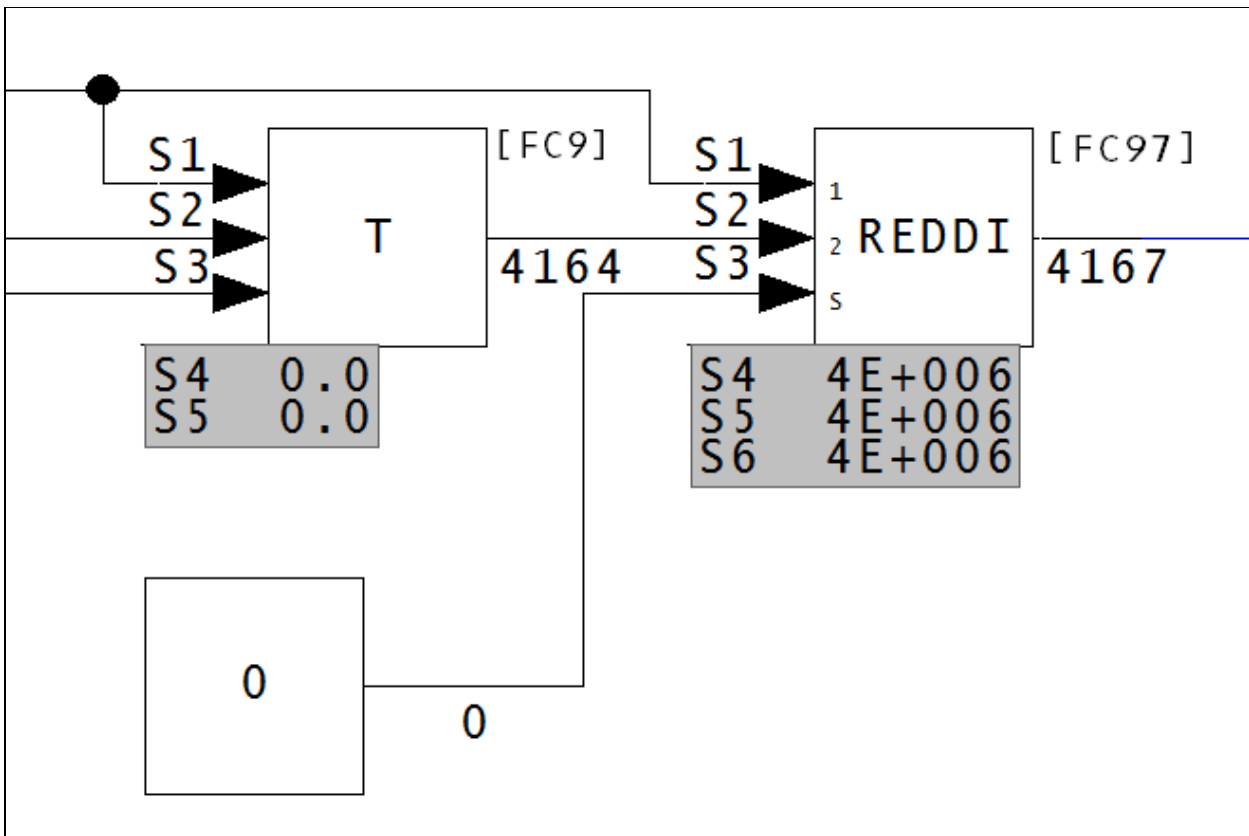 S1
S2
S3
T
[FC9]
4164
S4 0.0
S5 0.0
S1
S2
S3
1
2
S
REDDI
[FC97]
4167
S4 4E+006
S5 4E+006
S6 4E+006
0
0